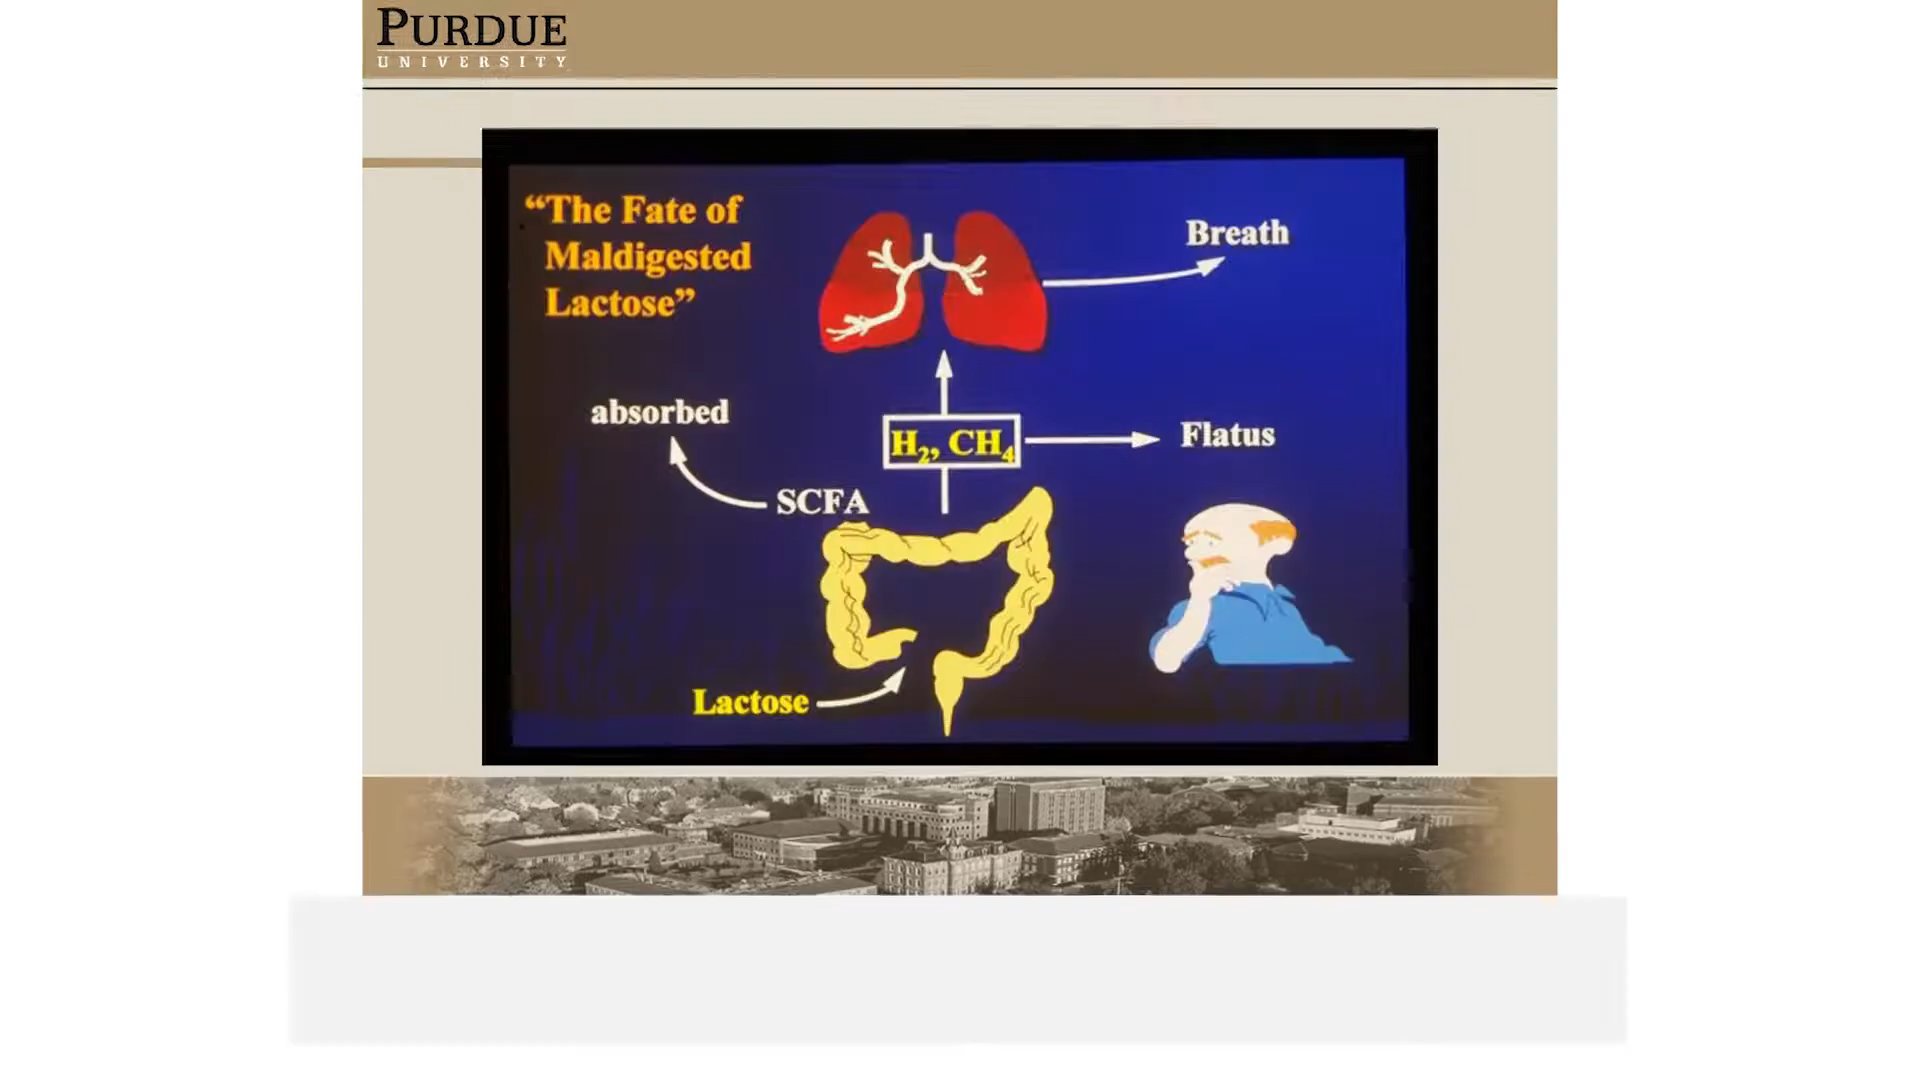 PURDUE
UNIVERSITY
“The Fate of
Maldigested
Lactose”
Breath
absorbed
H₂, CH₄
Flatus
SCFA
Lactose